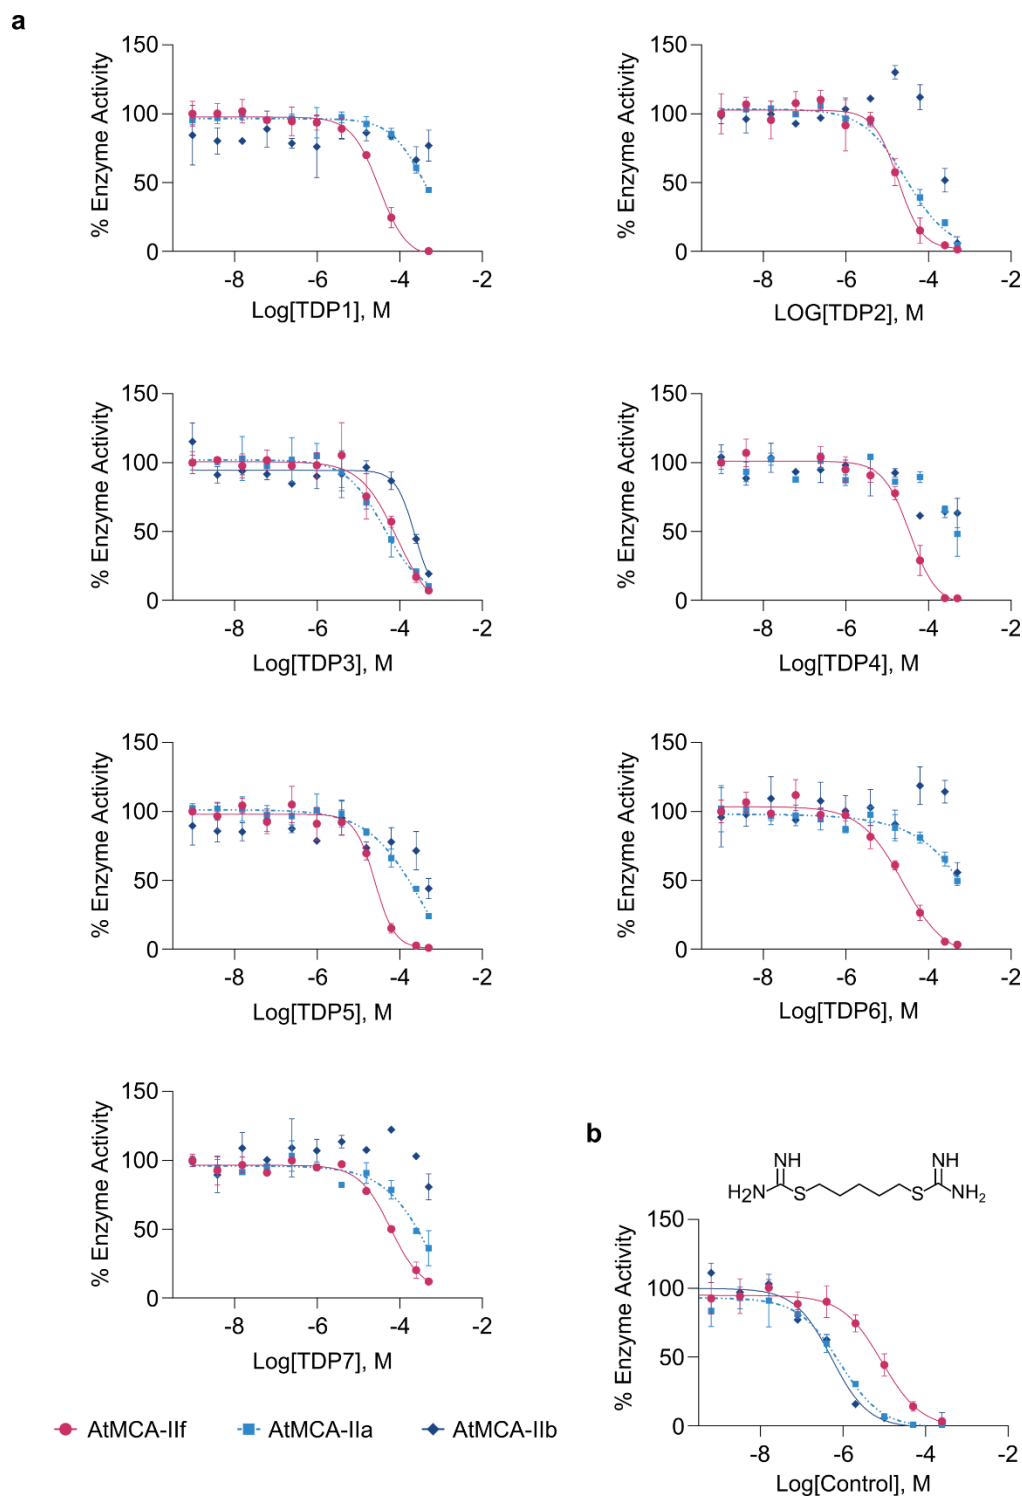 a
150
100
50
0
% Enzyme Activity
-8 -6 -4 -2
Log[TDP1], M
150
100
50
0
% Enzyme Activity
-8 -6 -4 -2
LOG[TDP2], M
150
100
50
0
% Enzyme Activity
-8 -6 -4 -2
Log[TDP3], M
150
100
50
0
% Enzyme Activity
-8 -6 -4 -2
Log[TDP4], M
150
100
50
0
% Enzyme Activity
-8 -6 -4 -2
Log[TDP5], M
150
100
50
0
% Enzyme Activity
-8 -6 -4 -2
Log[TDP6], M
150
100
50
0
% Enzyme Activity
-8 -6 -4 -2
Log[TDP7], M
AtMCA-IIf AtMCA-IIa AtMCA-IIb
b
NH NH
H2N S S NH2
150
100
50
0
% Enzyme Activity
-8 -6 -4 -2
Log[Control], M